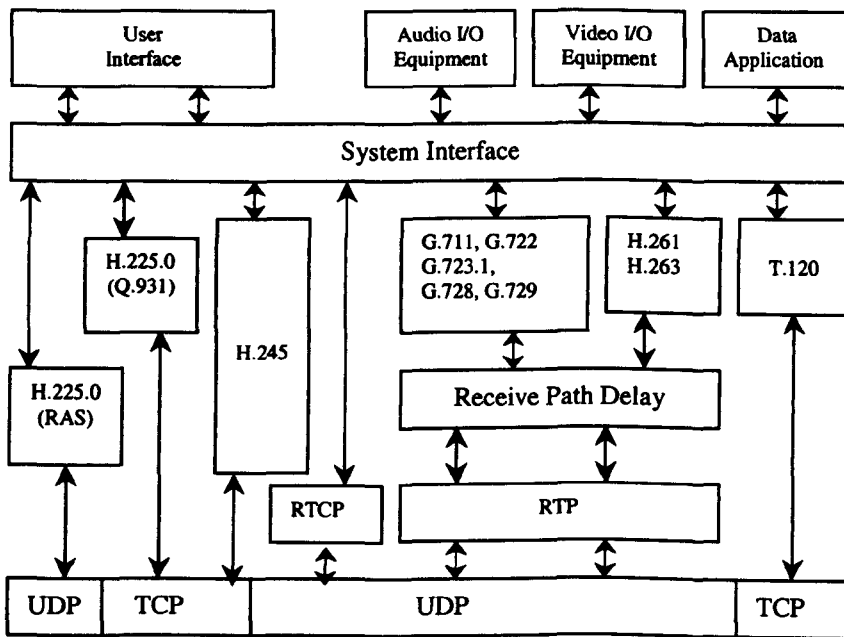 User
Interface
Audio I/O
Equipment
Video I/O
Equipment
Data
Application
System Interface
H.225.0
(Q.931)
G.711, G.722
G.723.1,
G.728, G.729
H.261
H.263
T.120
H.245
H.225.0
(RAS)
Receive Path Delay
RTCP
RTP
UDP
TCP
UDP
TCP